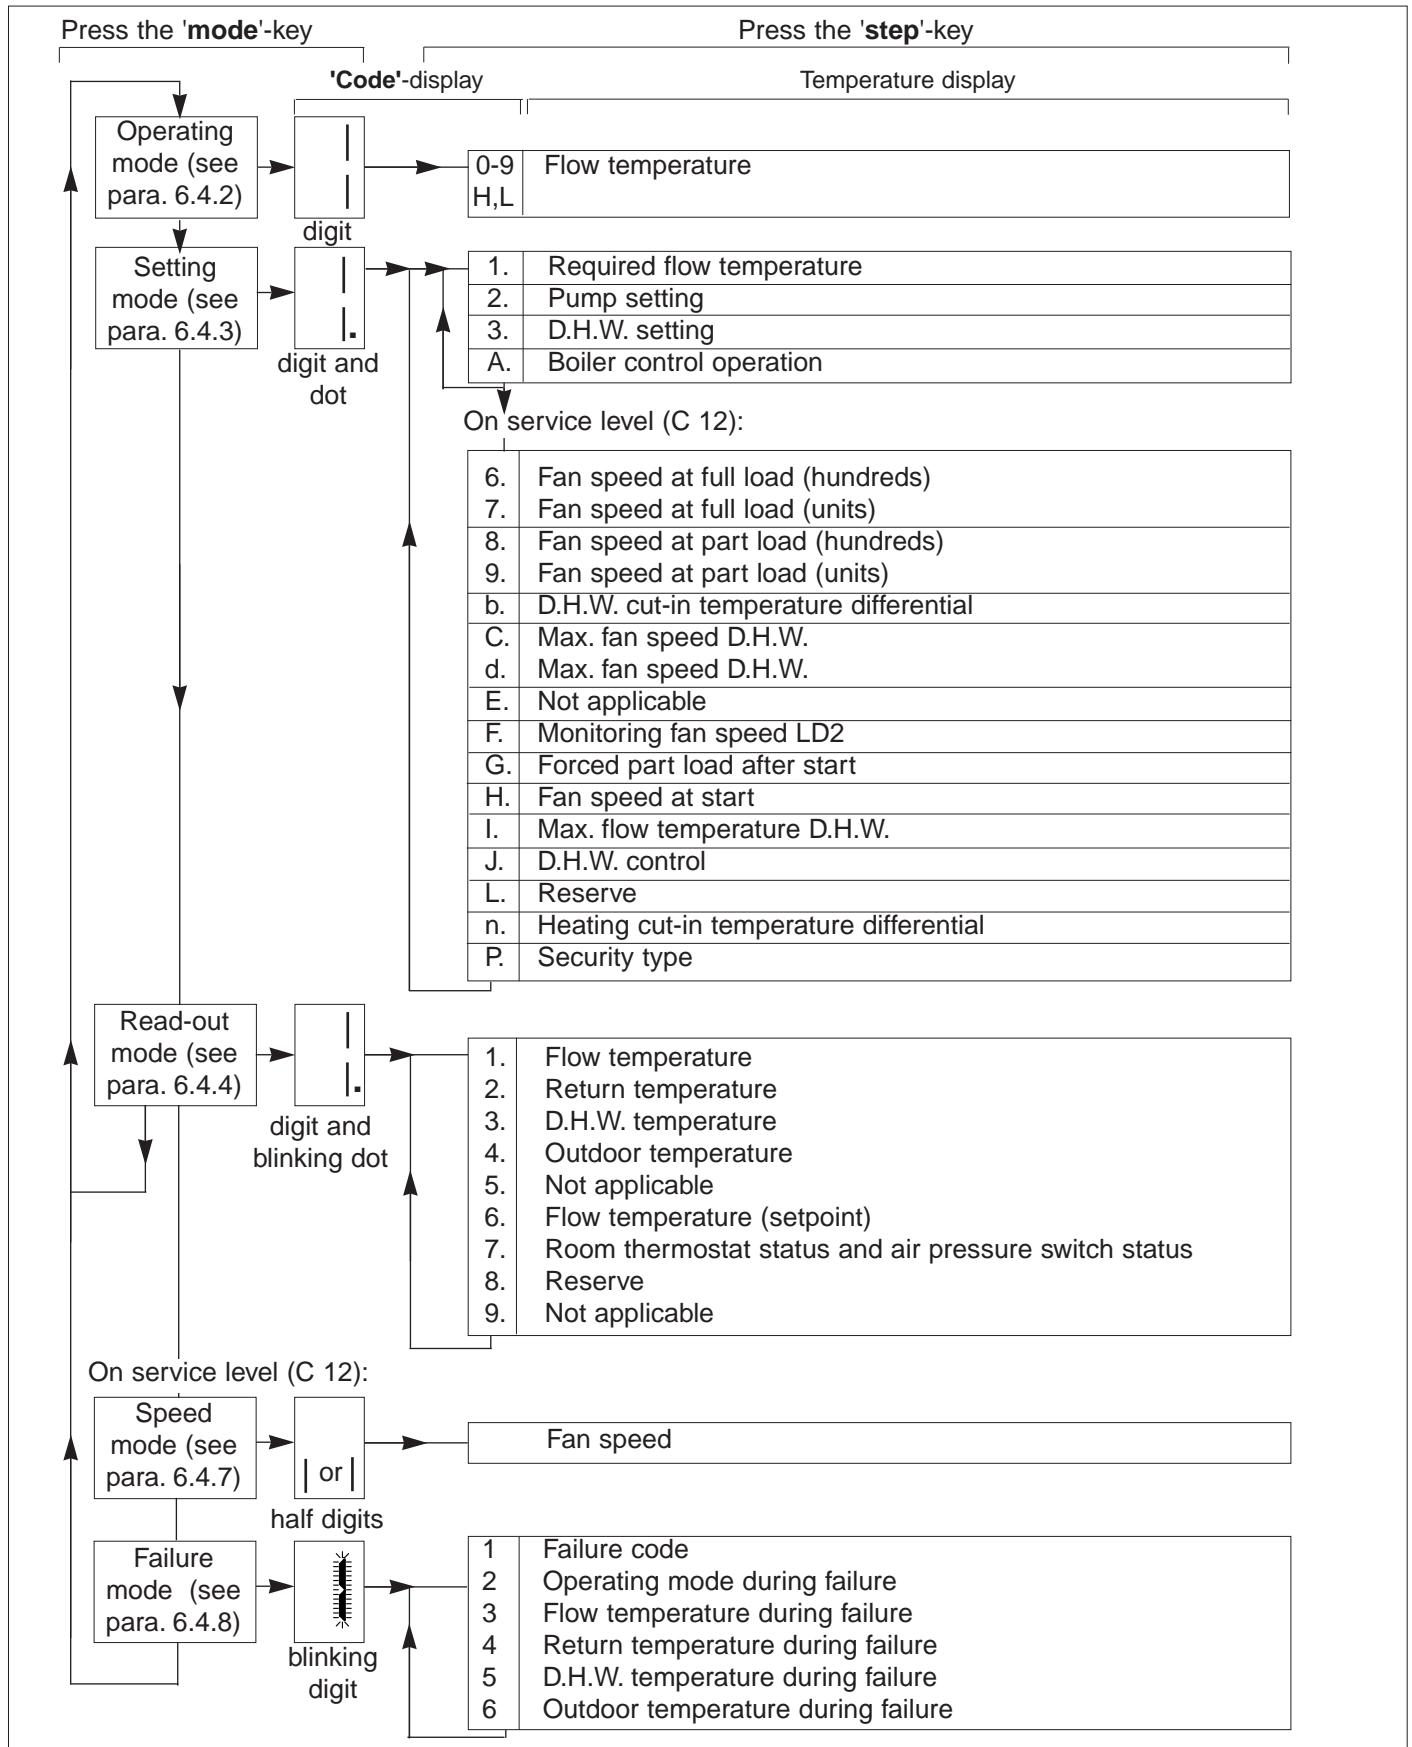 Press the 'mode'-key
Press the 'step'-key
'Code'-display
Temperature display
Operating
mode (see
para. 6.4.2)
|
|
digit
0-9
H,L
Flow temperature
Setting
mode (see
para. 6.4.3)
|
|.
digit and
dot
1. Required flow temperature
2. Pump setting
3. D.H.W. setting
A. Boiler control operation
On service level (C 12):
6. Fan speed at full load (hundreds)
7. Fan speed at full load (units)
8. Fan speed at part load (hundreds)
9. Fan speed at part load (units)
b. D.H.W. cut-in temperature differential
C. Max. fan speed D.H.W.
d. Max. fan speed D.H.W.
E. Not applicable
F. Monitoring fan speed LD2
G. Forced part load after start
H. Fan speed at start
I. Max. flow temperature D.H.W.
J. D.H.W. control
L. Reserve
n. Heating cut-in temperature differential
P. Security type
Read-out
mode (see
para. 6.4.4)
|
|.
digit and
blinking dot
1. Flow temperature
2. Return temperature
3. D.H.W. temperature
4. Outdoor temperature
5. Not applicable
6. Flow temperature (setpoint)
7. Room thermostat status and air pressure switch status
8. Reserve
9. Not applicable
On service level (C 12):
Speed
mode (see
para. 6.4.7)
| or |
half digits
Fan speed
Failure
mode (see
para. 6.4.8)
blinking
digit
1 Failure code
2 Operating mode during failure
3 Flow temperature during failure
4 Return temperature during failure
5 D.H.W. temperature during failure
6 Outdoor temperature during failure